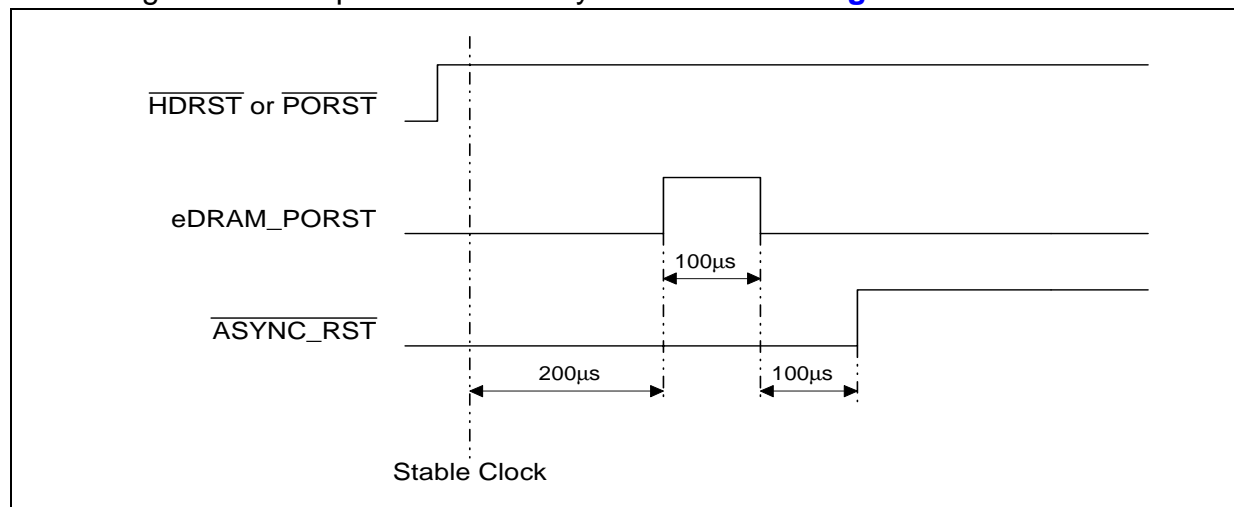 HDRST or PORST
eDRAM_PORST
100µs
ASYNC_RST
200µs
100µs
Stable Clock